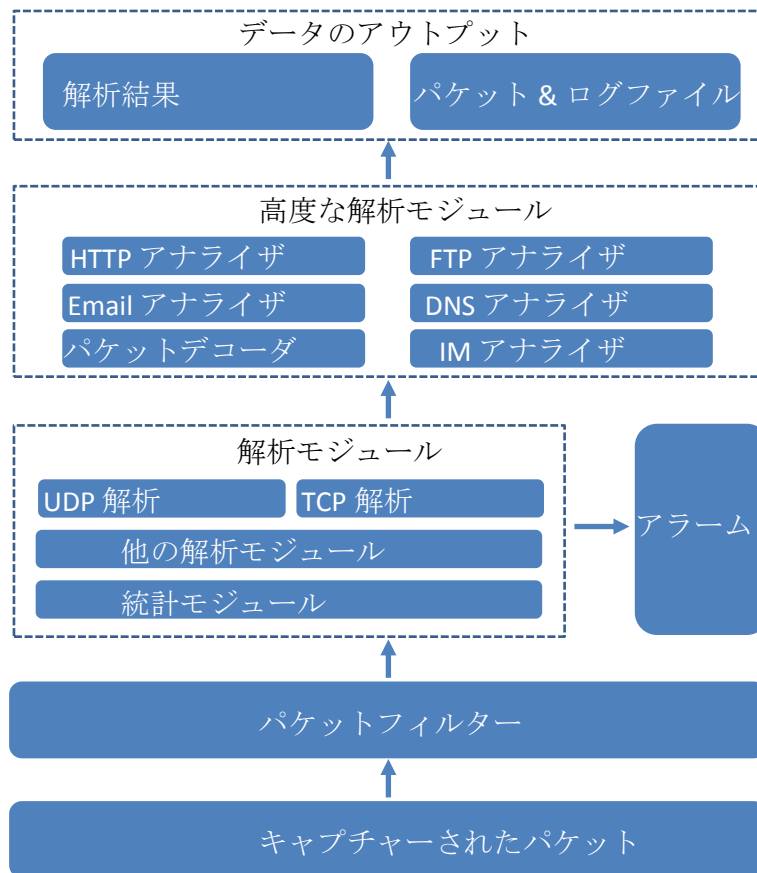 データのアウトプット
解析結果
パケット & ログファイル
高度な解析モジュール
HTTP アナライザ
FTP アナライザ
Email アナライザ
DNS アナライザ
パケットデコーダ
IM アナライザ
解析モジュール
UDP 解析
TCP 解析
アラーム
他の解析モジュール
統計モジュール
パケットフィルター
キャプチャーされたパケット